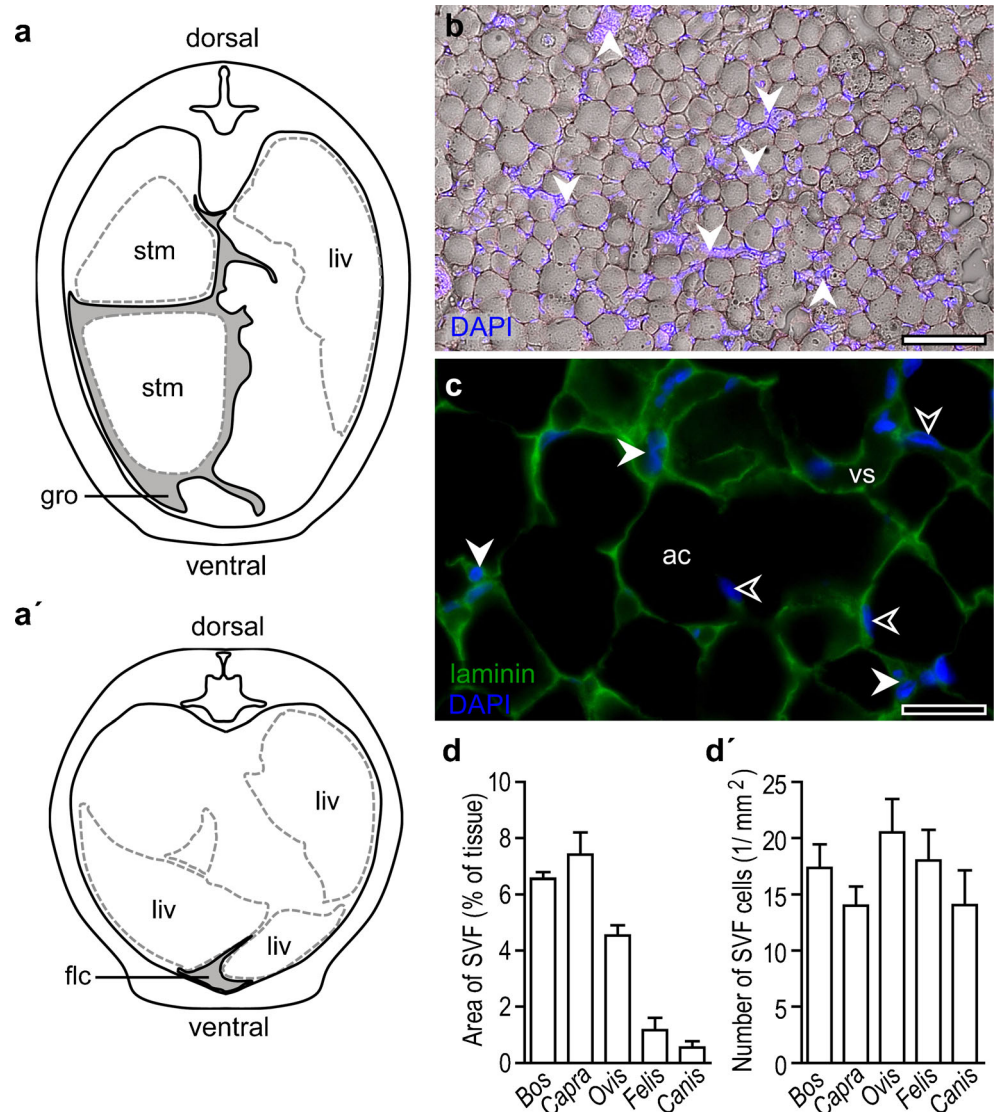 a
dorsal
stm
liv
stm
gro
ventral
a´
dorsal
liv
liv
liv
flc
ventral
b
DAPI
c
vs
ac
laminin
DAPI
d
Area of SVF (% of tissue)
10
8
6
4
2
0
Bos
Capra
Ovis
Felis
Canis
d´
Number of SVF cells (1/ mm²)
25
20
15
10
5
0
Bos
Capra
Ovis
Felis
Canis